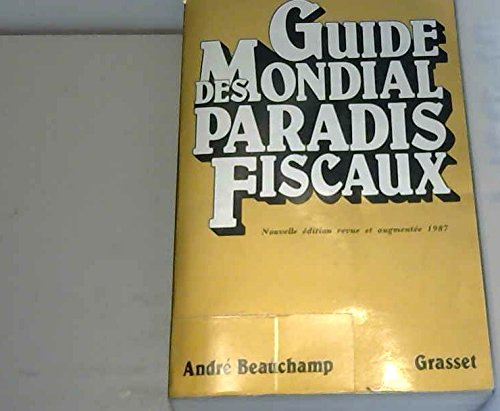 GUIDE
MONDIAL
DES
PARADIS
FISCAUX
Nouvelle édition revue et augmentée 1987
André Beauchamp Grasset